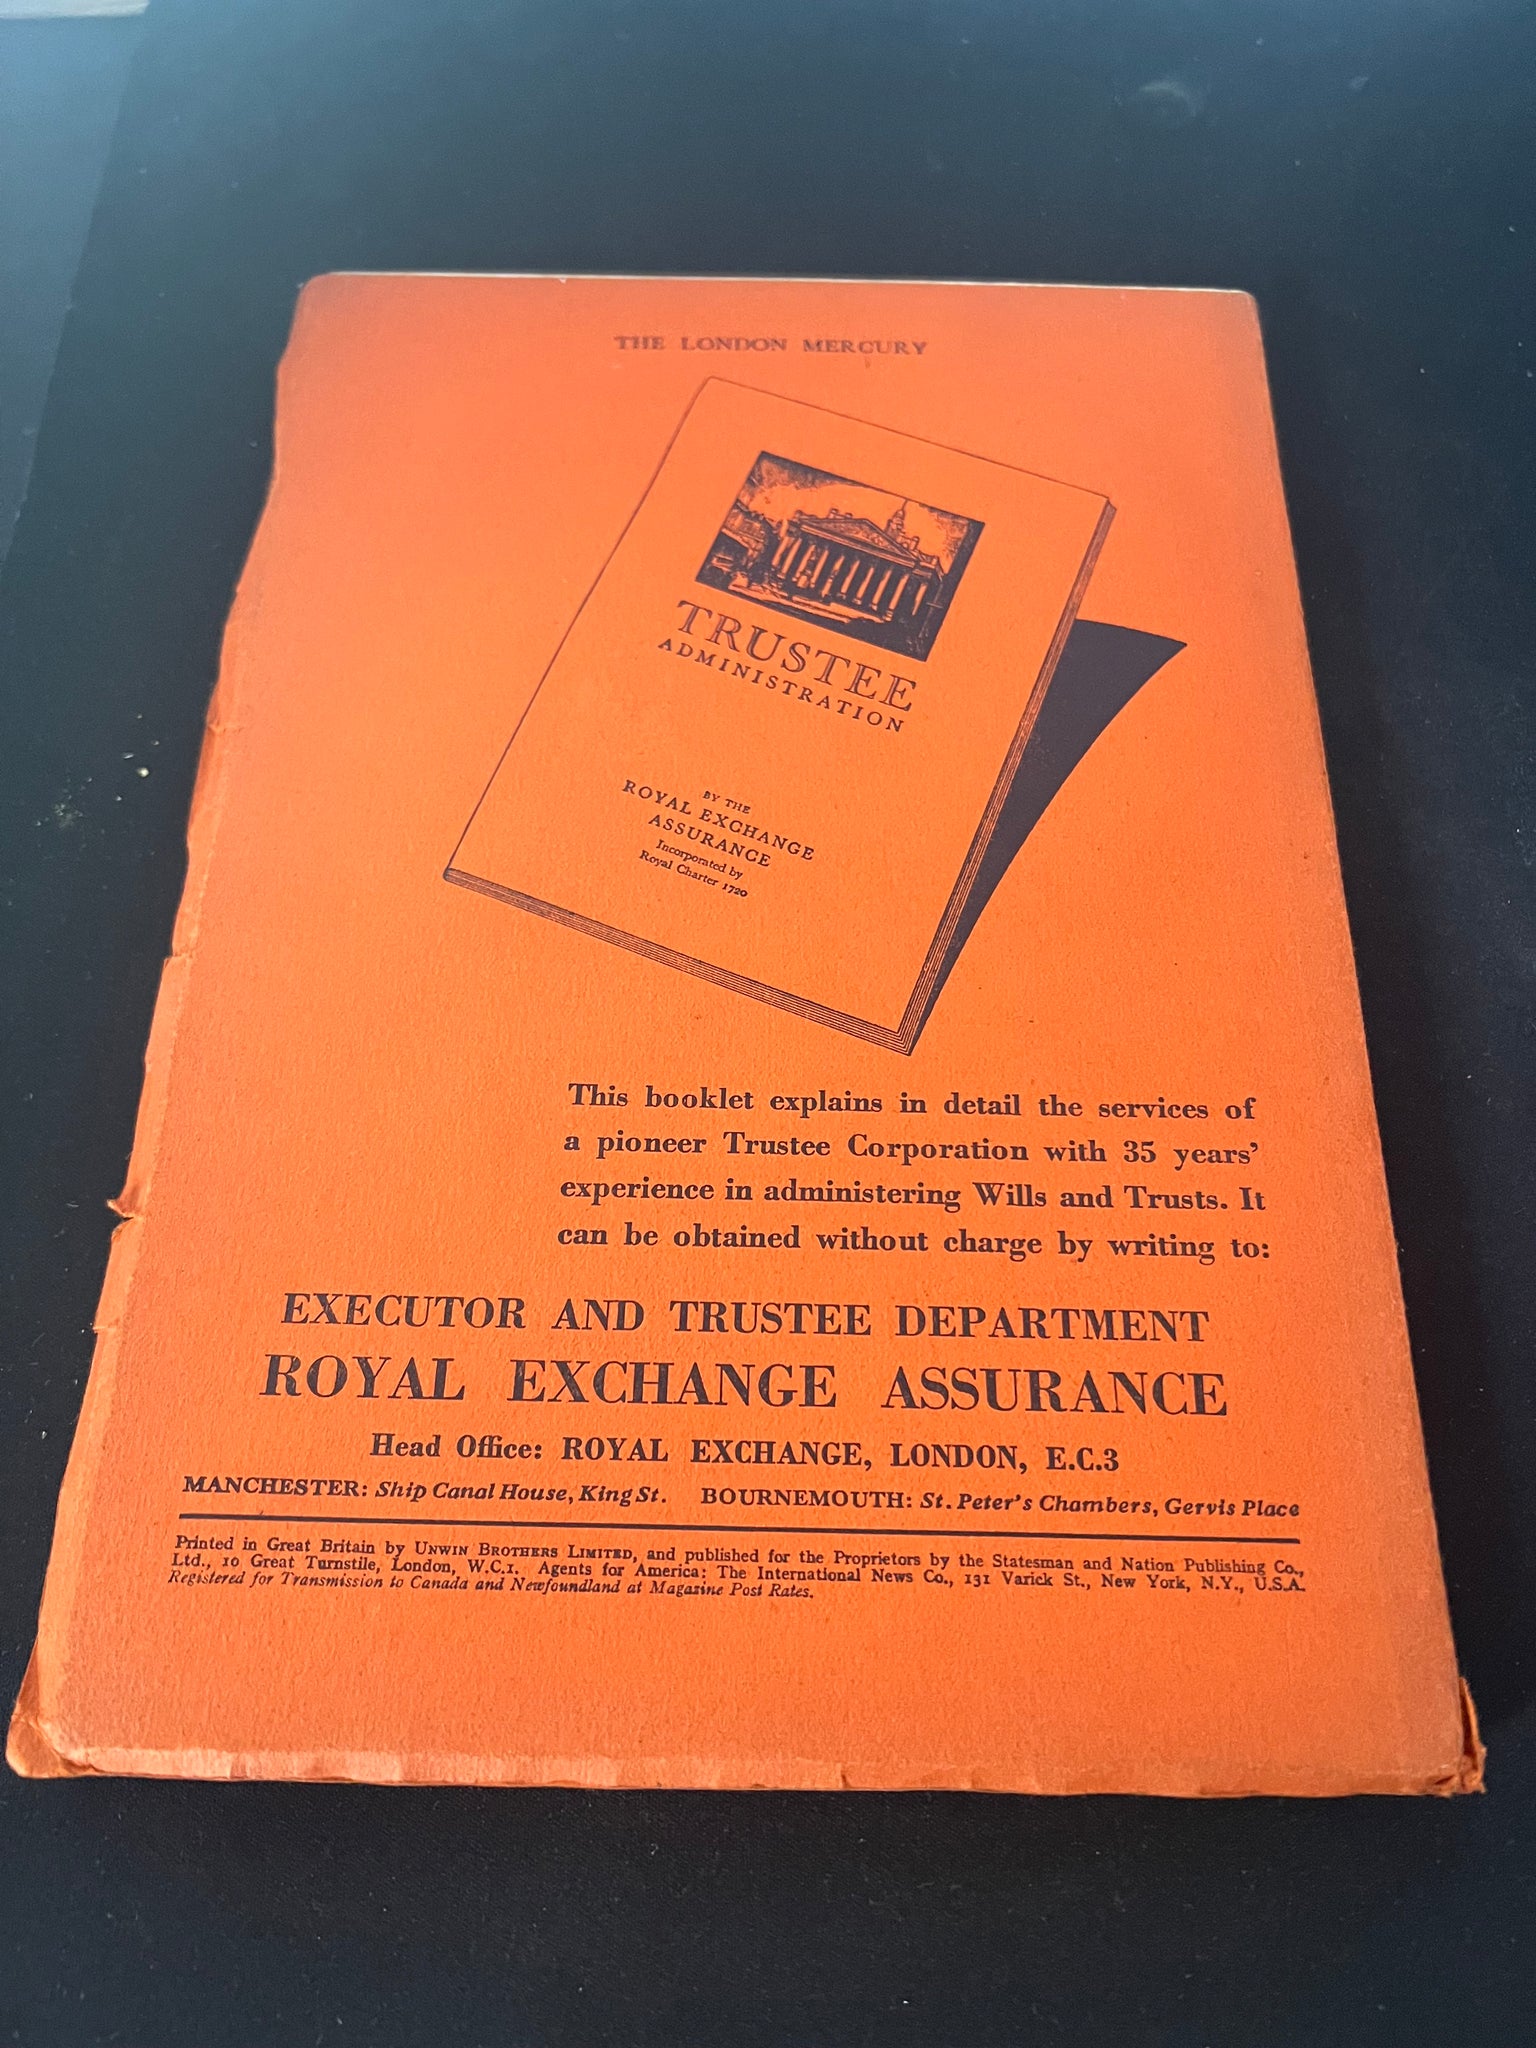 THE LONDON MERCURY
TRUSTEE
ADMINISTRATION
BY THE
ROYAL EXCHANGE
ASSURANCE
Incorporated by
Royal Charter 1720
This booklet explains in detail the services of
a pioneer Trustee Corporation with 35 years'
experience in administering Wills and Trusts. It
can be obtained without charge by writing to:
EXECUTOR AND TRUSTEE DEPARTMENT
ROYAL EXCHANGE ASSURANCE
Head Office: ROYAL EXCHANGE, LONDON, E.C.3
MANCHESTER: Ship Canal House, King St. BOURNEMOUTH: St. Peter's Chambers, Gervis Place
Printed in Great Britain by UNWIN BROTHERS LIMITED, and published for the Proprietors by the Statesman and Nation Publishing Co.,
Ltd., 10 Great Turnstile, London, W.C.1. Agents for America: The International News Co., 131 Varick St., New York, N.Y., U.S.A.
Registered for Transmission to Canada and Newfoundland at Magazine Post Rates.